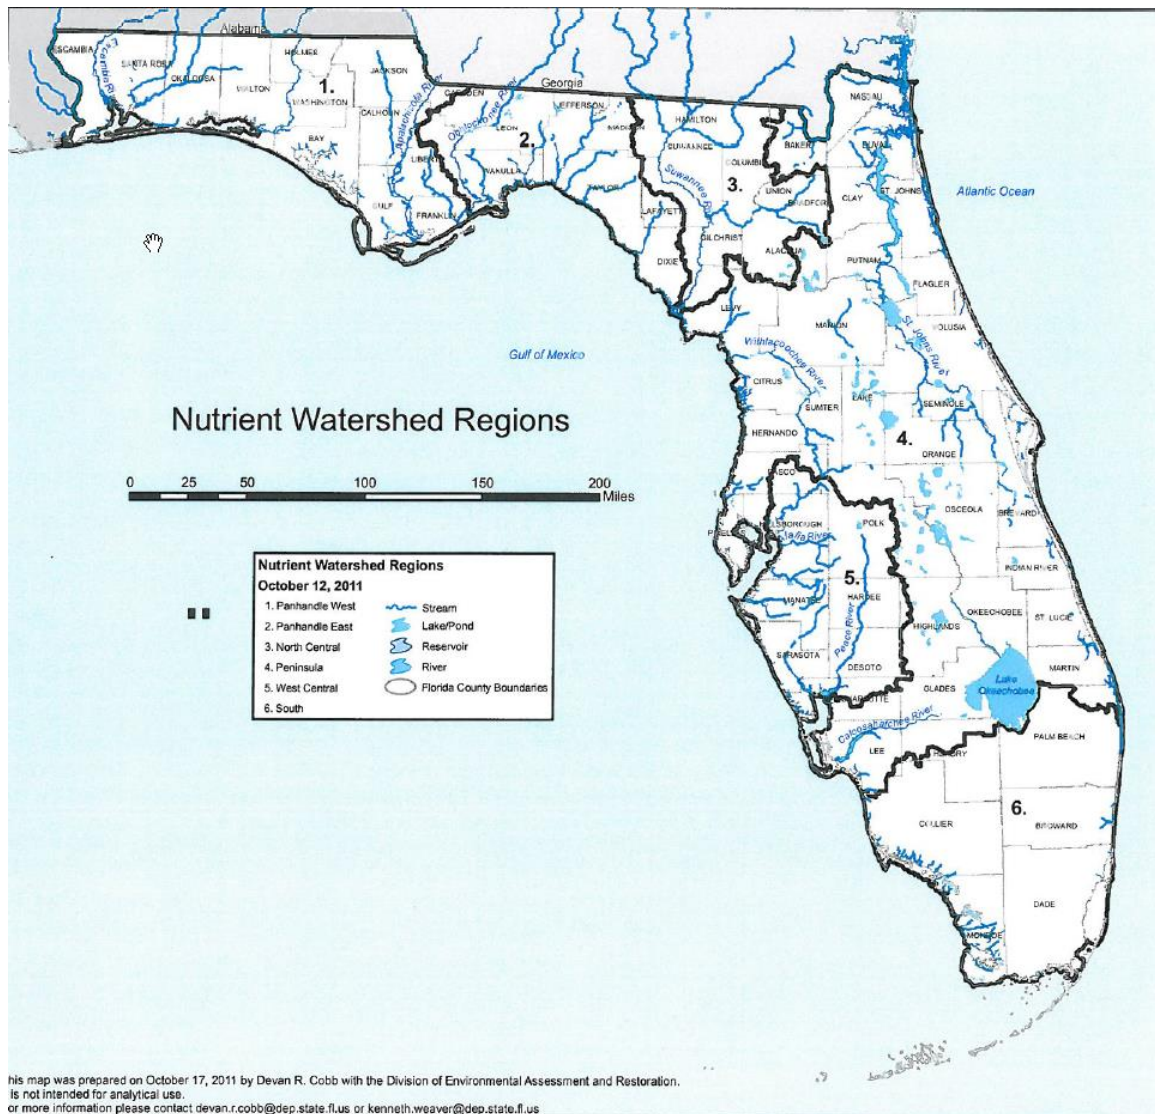 Alabama
Georgia
SCAMBIA
SANTA ROSA
OKALOOSA
WALTON
HOLMES
1.
WASHINGTON
JACKSON
CALHOUN
BAY
GULF
FRANKLIN
Apalachicola River
2.
LEON
JEFFERSON
WAKULLA
TAYLOR
LAFAYETT
DIXIE
HAMILTON
SUWANNEE
Suwannee
COLUMBI
3.
UNION
BRADFOR
GILCHRIST
BAKER
NASSAU
DUVAL
CLAY
ST JOHNS
Atlantic Ocean
PUTNAM
FLAGLER
LEVY
MARION
VOLUSIA
St. Johns River
Gulf of Mexico
Withlacoochee River
CITRUS
LAKE
SEMINOLE
SUMTER
4.
HERNANDO
ORANGE
Nutrient Watershed Regions
0 25 50 100 150 200
Miles
PASCO
OSCEOLA
BREVARD
POLK
INDIAN RIVER
5.
MANATEE
HARDEE
Peace River
OKEECHOBEE
HIGHLANDS
ST LUCIE
SARASOTA
DESOTO
MARTIN
Lake
Okeechobee
GLADES
Caloosahatchee River
LEE
PALM BEACH
6.
COLLIER
BROWARD
DADE
MONROE
Nutrient Watershed Regions
October 12, 2011
1. Panhandle West
2. Panhandle East
3. North Central
4. Peninsula
5. West Central
6. South
Stream
Lake/Pond
Reservoir
River
Florida County Boundaries
his map was prepared on October 17, 2011 by Devan R. Cobb with the Division of Environmental Assessment and Restoration.
is not intended for analytical use.
or more information please contact devan.r.cobb@dep.state.fl.us or kenneth.weaver@dep.state.fl.us